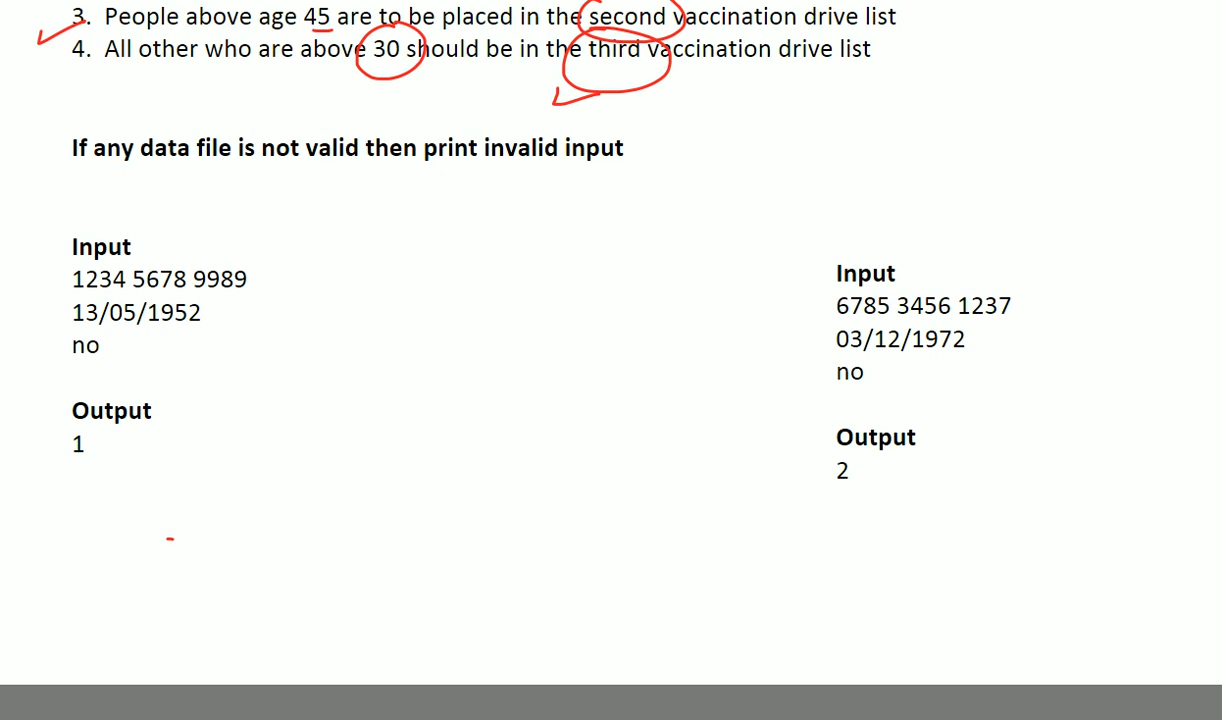 3. People above age 45 are to be placed in the second vaccination drive list
4. All other who are above 30 should be in the third vaccination drive list
If any data file is not valid then print invalid input
Input
1234 5678 9989
13/05/1952
no
Output
1
Input
6785 3456 1237
03/12/1972
no
Output
2